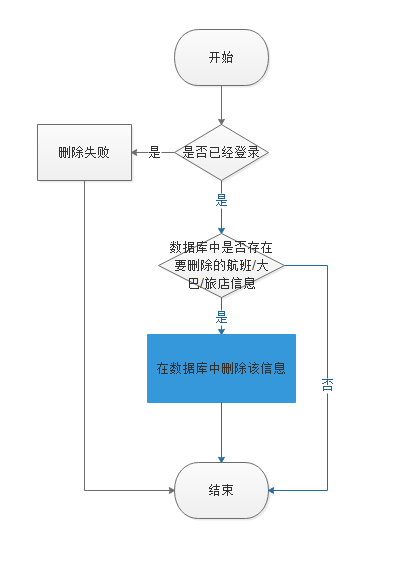 开始
删除失败
是
是否已经登录
是
数据库中是否存在
要删除的航班/大
巴/旅店信息
是
在数据库中删除该信息
否
结束